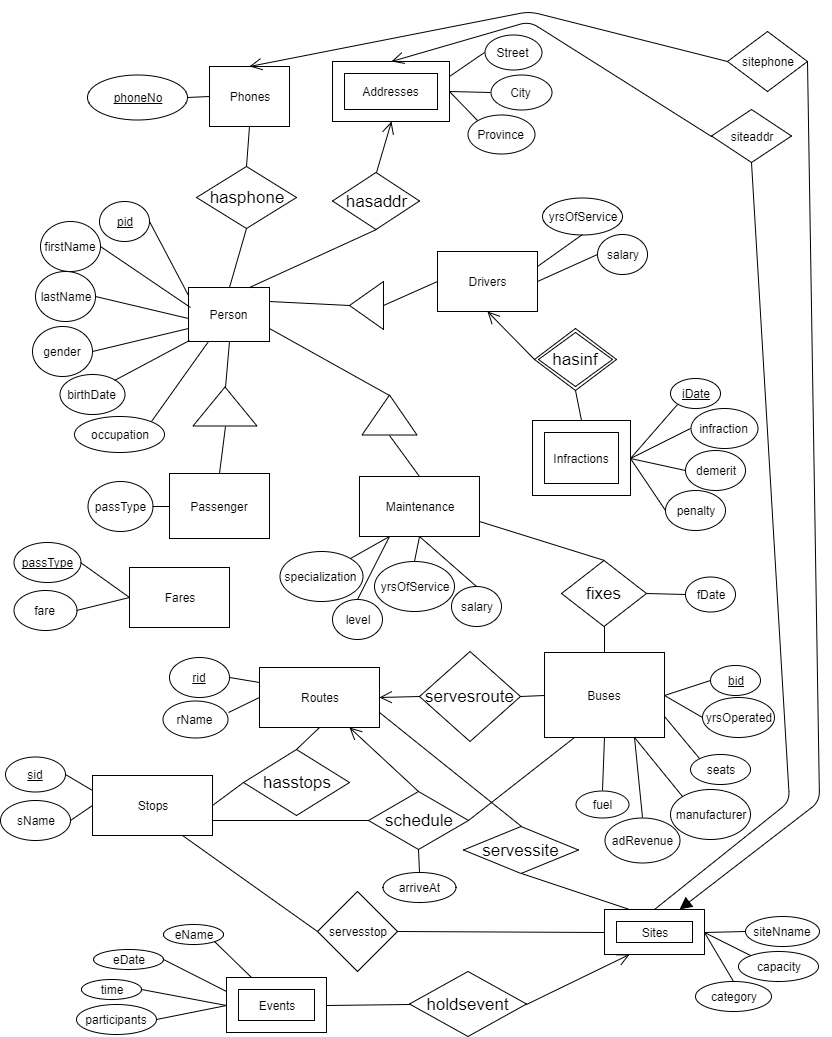 Street
sitephone
Phones
Addresses
City
phoneNo
Province
siteaddr
hasphone
hasaddr
pid
yrsOfService
firstName
salary
Drivers
lastName
Person
gender
hasinf
birthDate
iDate
occupation
infraction
Infractions
demerit
passType
Passenger
Maintenance
penalty
passType
specialization
yrsOfService
fixes
fDate
fare
Fares
salary
level
rid
bid
Routes
servesroute
Buses
rName
yrsOperated
sid
seats
hasstops
Stops
fuel
sName
schedule
manufacturer
adRevenue
servessite
arriveAt
eName
servesstop
Sites
siteNname
eDate
capacity
time
category
Events
holdsevent
participants